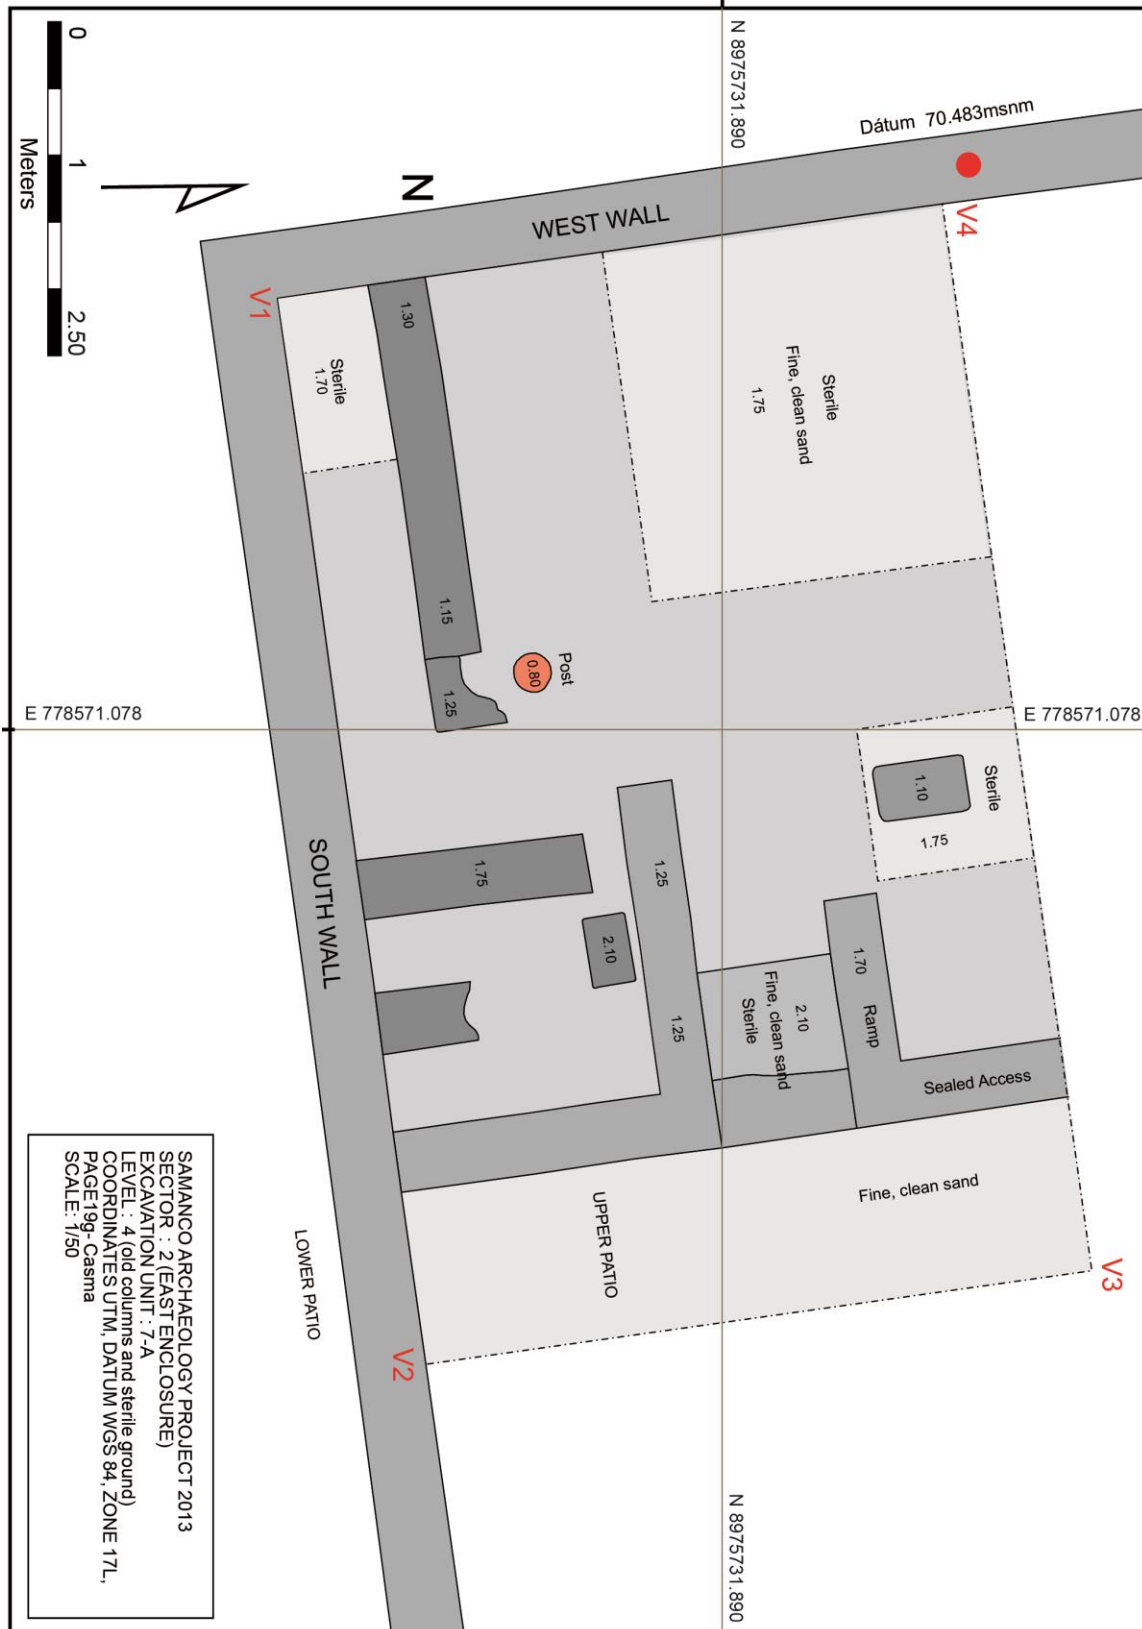 0
1
2.50
Meters
N
N 8975731.890
Dátum 70.483msnm
V4
WEST WALL
V1
1.30
Sterile
1.70
Sterile
Fine, clean sand
1.75
1.15
Post
0.80
1.25
E 778571.078
E 778571.078
Sterile
1.10
1.75
SOUTH WALL
1.75
2.10
1.25
1.25
2.10
Fine, clean sand
Sterile
1.70
Ramp
Sealed Access
Fine, clean sand
UPPER PATIO
LOWER PATIO
V3
V2
N 8975731.890
SAMANCO ARCHAEOLOGY PROJECT 2013
SECTOR : 2 (EAST ENCLOSURE)
EXCAVATION UNIT : 7-A
LEVEL : 4 (old columns and sterile ground)
COORDINATES UTM, DATUM WGS 84, ZONE 17L,
PAGE19g- Casma
SCALE: 1/50